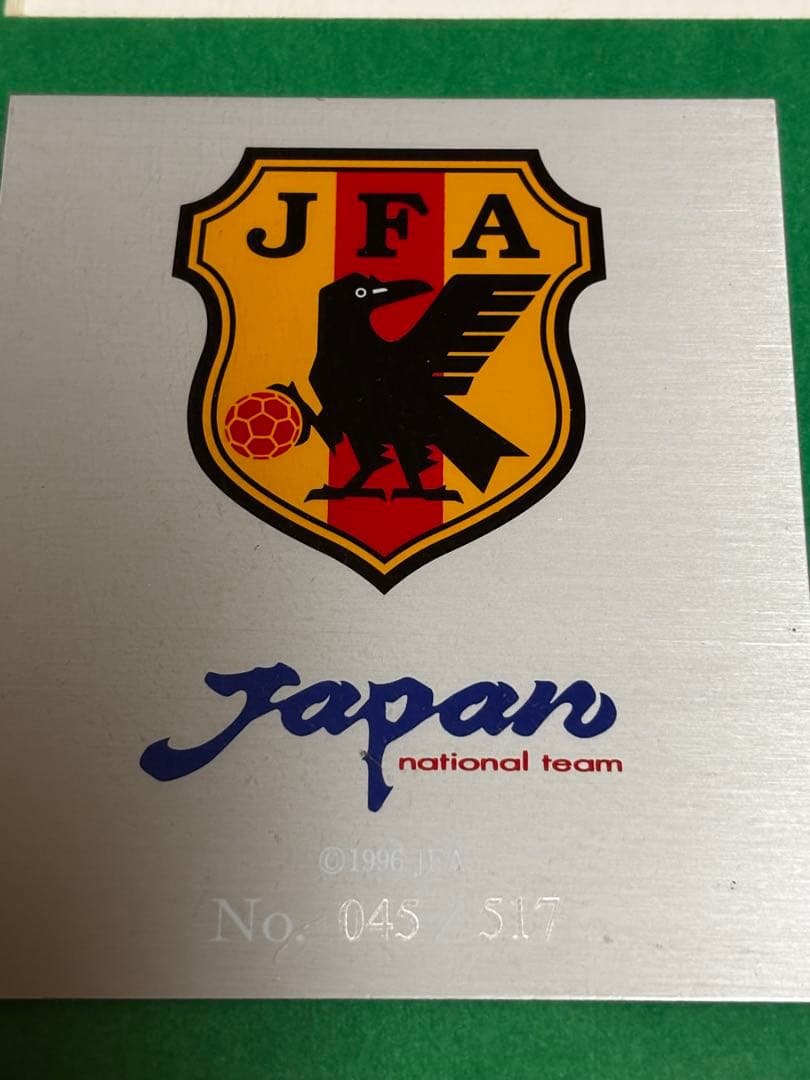 JFA
Japan
national team
©1996 JFA
No. 045 / 517